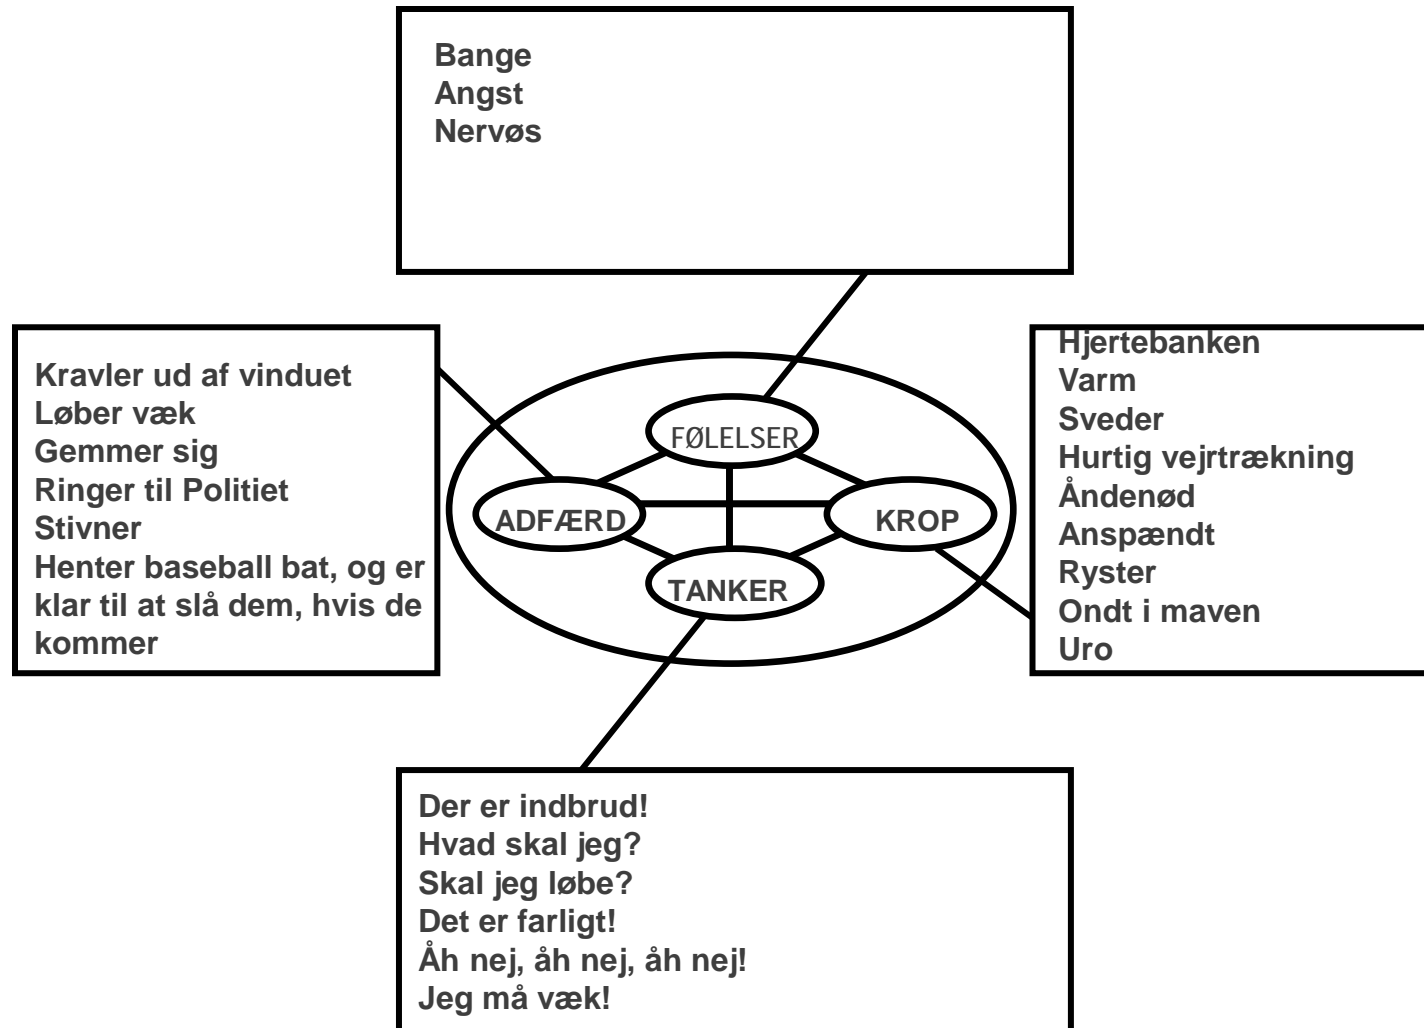 Bange
Angst
Nervøs
Kravler ud af vinduet
Løber væk
Gemmer sig
Ringer til Politiet
Stivner
Henter baseball bat, og er
klar til at slå dem, hvis de
kommer
FØLELSER
ADFÆRD
KROP
TANKER
Hjertebanken
Varm
Sveder
Hurtig vejrtrækning
Åndenød
Anspændt
Ryster
Ondt i maven
Uro
Der er indbrud!
Hvad skal jeg?
Skal jeg løbe?
Det er farligt!
Åh nej, åh nej, åh nej!
Jeg må væk!